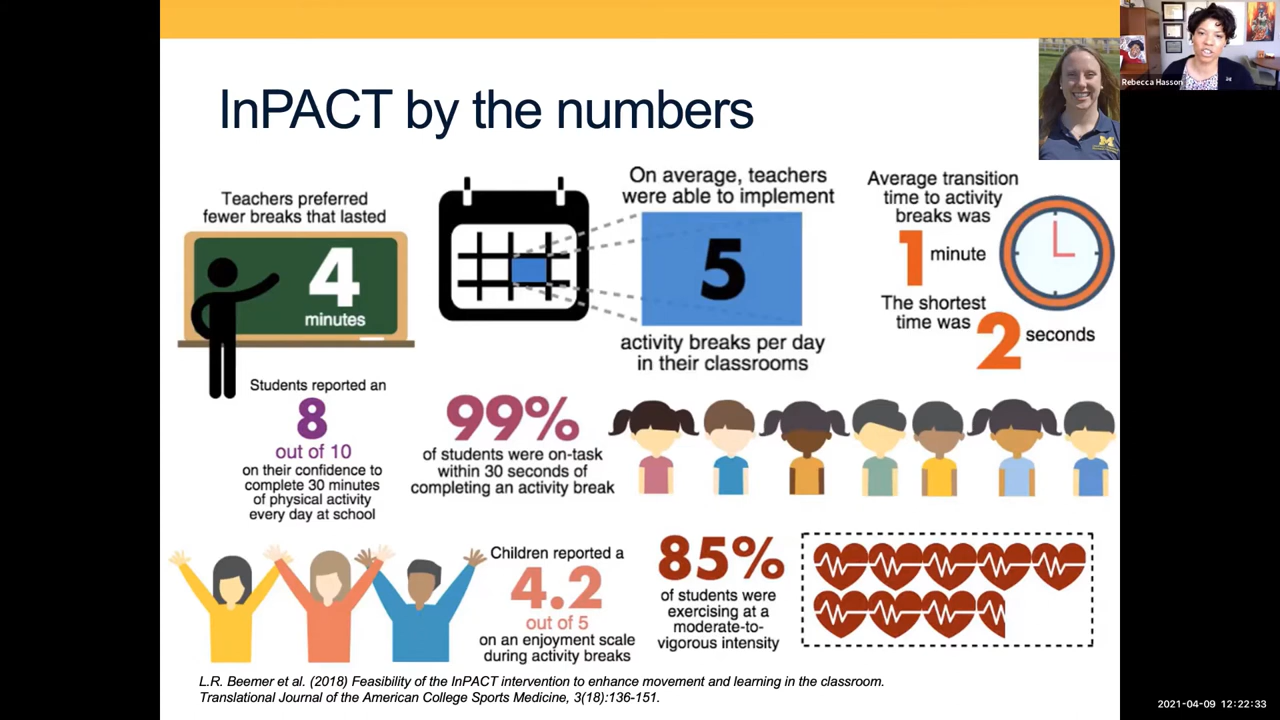 Rebecca Hasson
InPACT by the numbers
M
Teachers preferred
fewer breaks that lasted
4
minutes
On average, teachers
were able to implement
5
activity breaks per day
in their classrooms
Average transition
time to activity
breaks was
1 minute
The shortest
time was 2 seconds
Students reported an
8
out of 10
on their confidence to
complete 30 minutes
of physical activity
every day at school
99%
of students were on-task
within 30 seconds of
completing an activity break
Children reported a
4.2
out of 5
on an enjoyment scale
during activity breaks
85%
of students were
exercising at a
moderate-to-
vigorous intensity
L.R. Beemer et al. (2018) Feasibility of the InPACT intervention to enhance movement and learning in the classroom.
Translational Journal of the American College Sports Medicine, 3(18):136-151.
2021-04-09 12:22:33